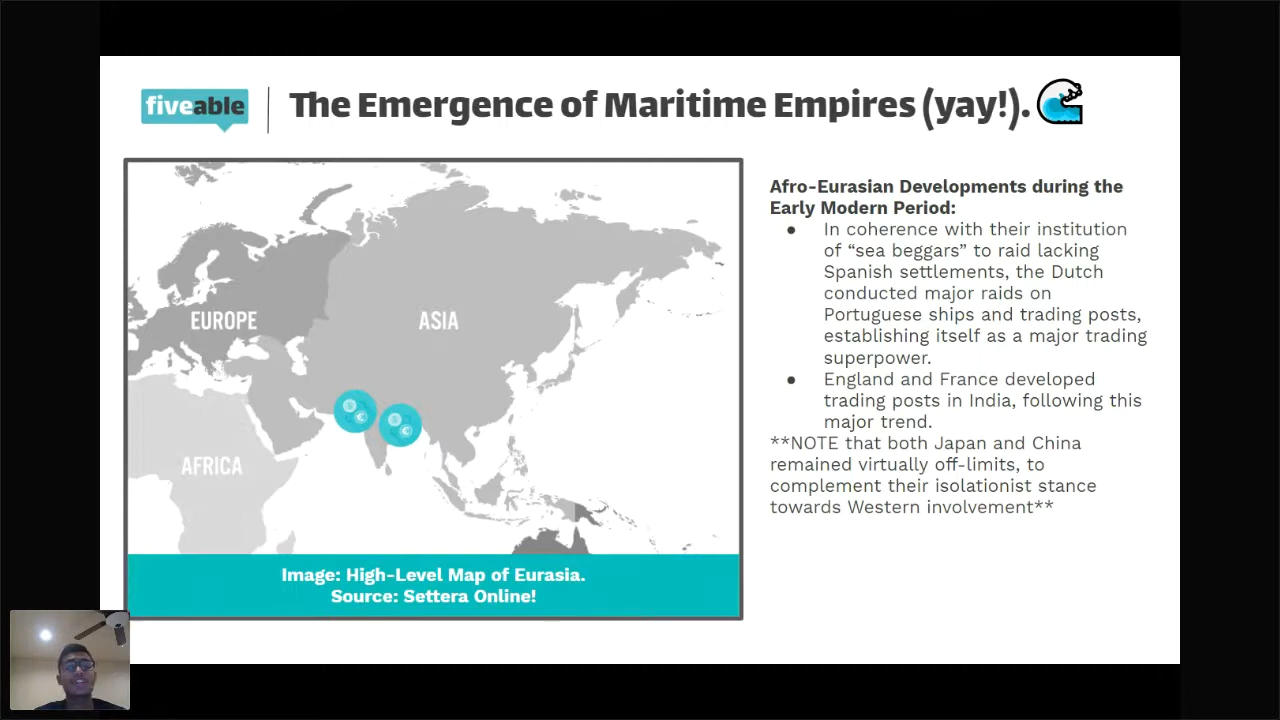 fiveable
The Emergence of Maritime Empires (yay!).
EUROPE
ASIA
AFRICA
Image: High-Level Map of Eurasia.
Source: Settera Online!
Afro-Eurasian Developments during the
Early Modern Period:
● In coherence with their institution
of “sea beggars” to raid lacking
Spanish settlements, the Dutch
conducted major raids on
Portuguese ships and trading posts,
establishing itself as a major trading
superpower.
● England and France developed
trading posts in India, following this
major trend.
**NOTE that both Japan and China
remained virtually off-limits, to
complement their isolationist stance
towards Western involvement**